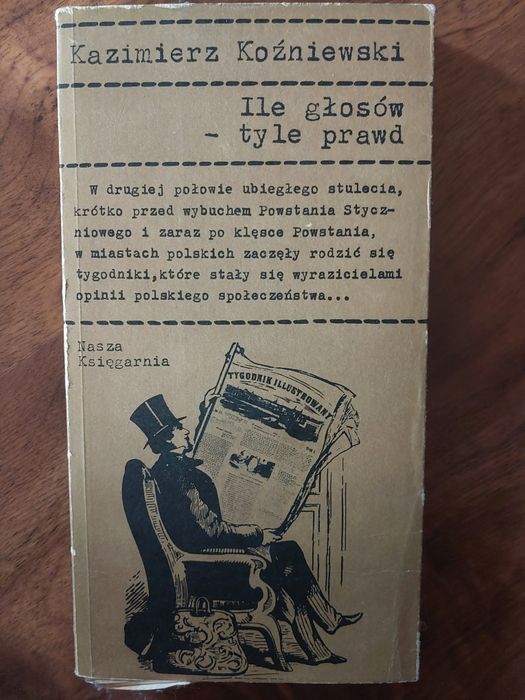 Kazimierz Koźniewski
Ile głosów
- tyle prawd
W drugiej połowie ubiegłego stulecia,
krótko przed wybuchem Powstania Stycz-
niowego i zaraz po klęsce Powstania,
w miastach polskich zaczęły rodzić się
tygodniki, które stały się wyrazicielami
opinii polskiego społeczeństwa...
Nasza
Księgarnia
TYGODNIK ILLUSTROWANY